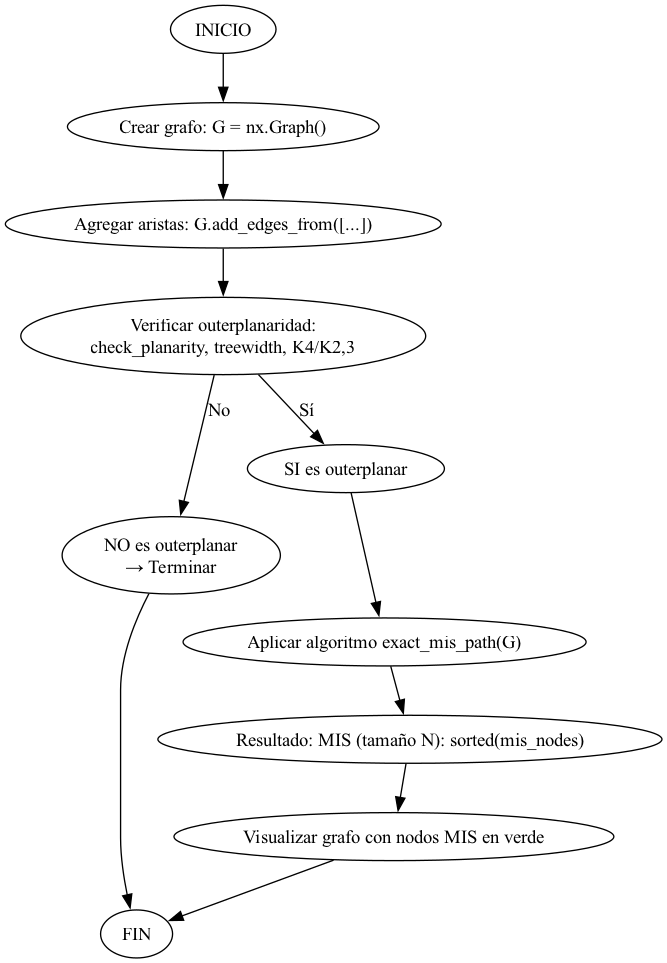 INICIO
Crear grafo: G = nx.Graph()
Agregar aristas: G.add_edges_from([...])
Verificar outerplanaridad:
check_planarity, treewidth, K4/K2,3
No
Sí
SI es outerplanar
NO es outerplanar
→ Terminar
Aplicar algoritmo exact_mis_path(G)
Resultado: MIS (tamaño N): sorted(mis_nodes)
Visualizar grafo con nodos MIS en verde
FIN